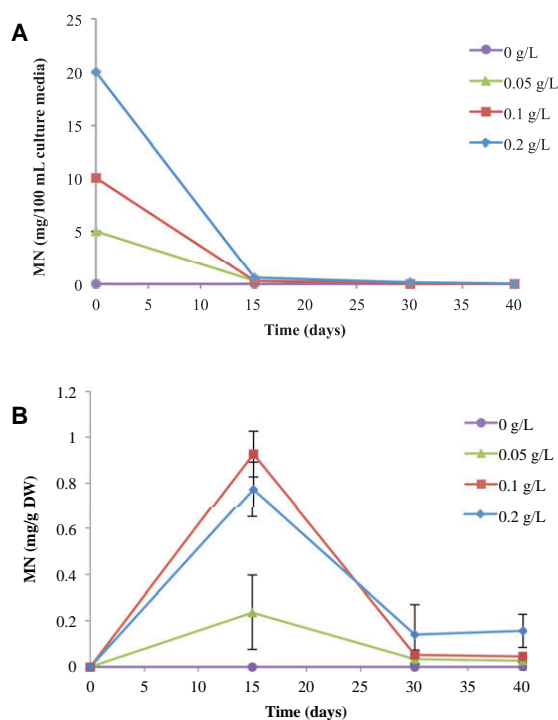 A
25
20
15
10
5
0
MN (mg/100 mL culture media)
0 5 10 15 20 25 30 35 40
Time (days)
0 g/L
0.05 g/L
0.1 g/L
0.2 g/L
B
1.2
1
0.8
0.6
0.4
0.2
0
MN (mg/g DW)
0 5 10 15 20 25 30 35 40
Time (days)
0 g/L
0.05 g/L
0.1 g/L
0.2 g/L